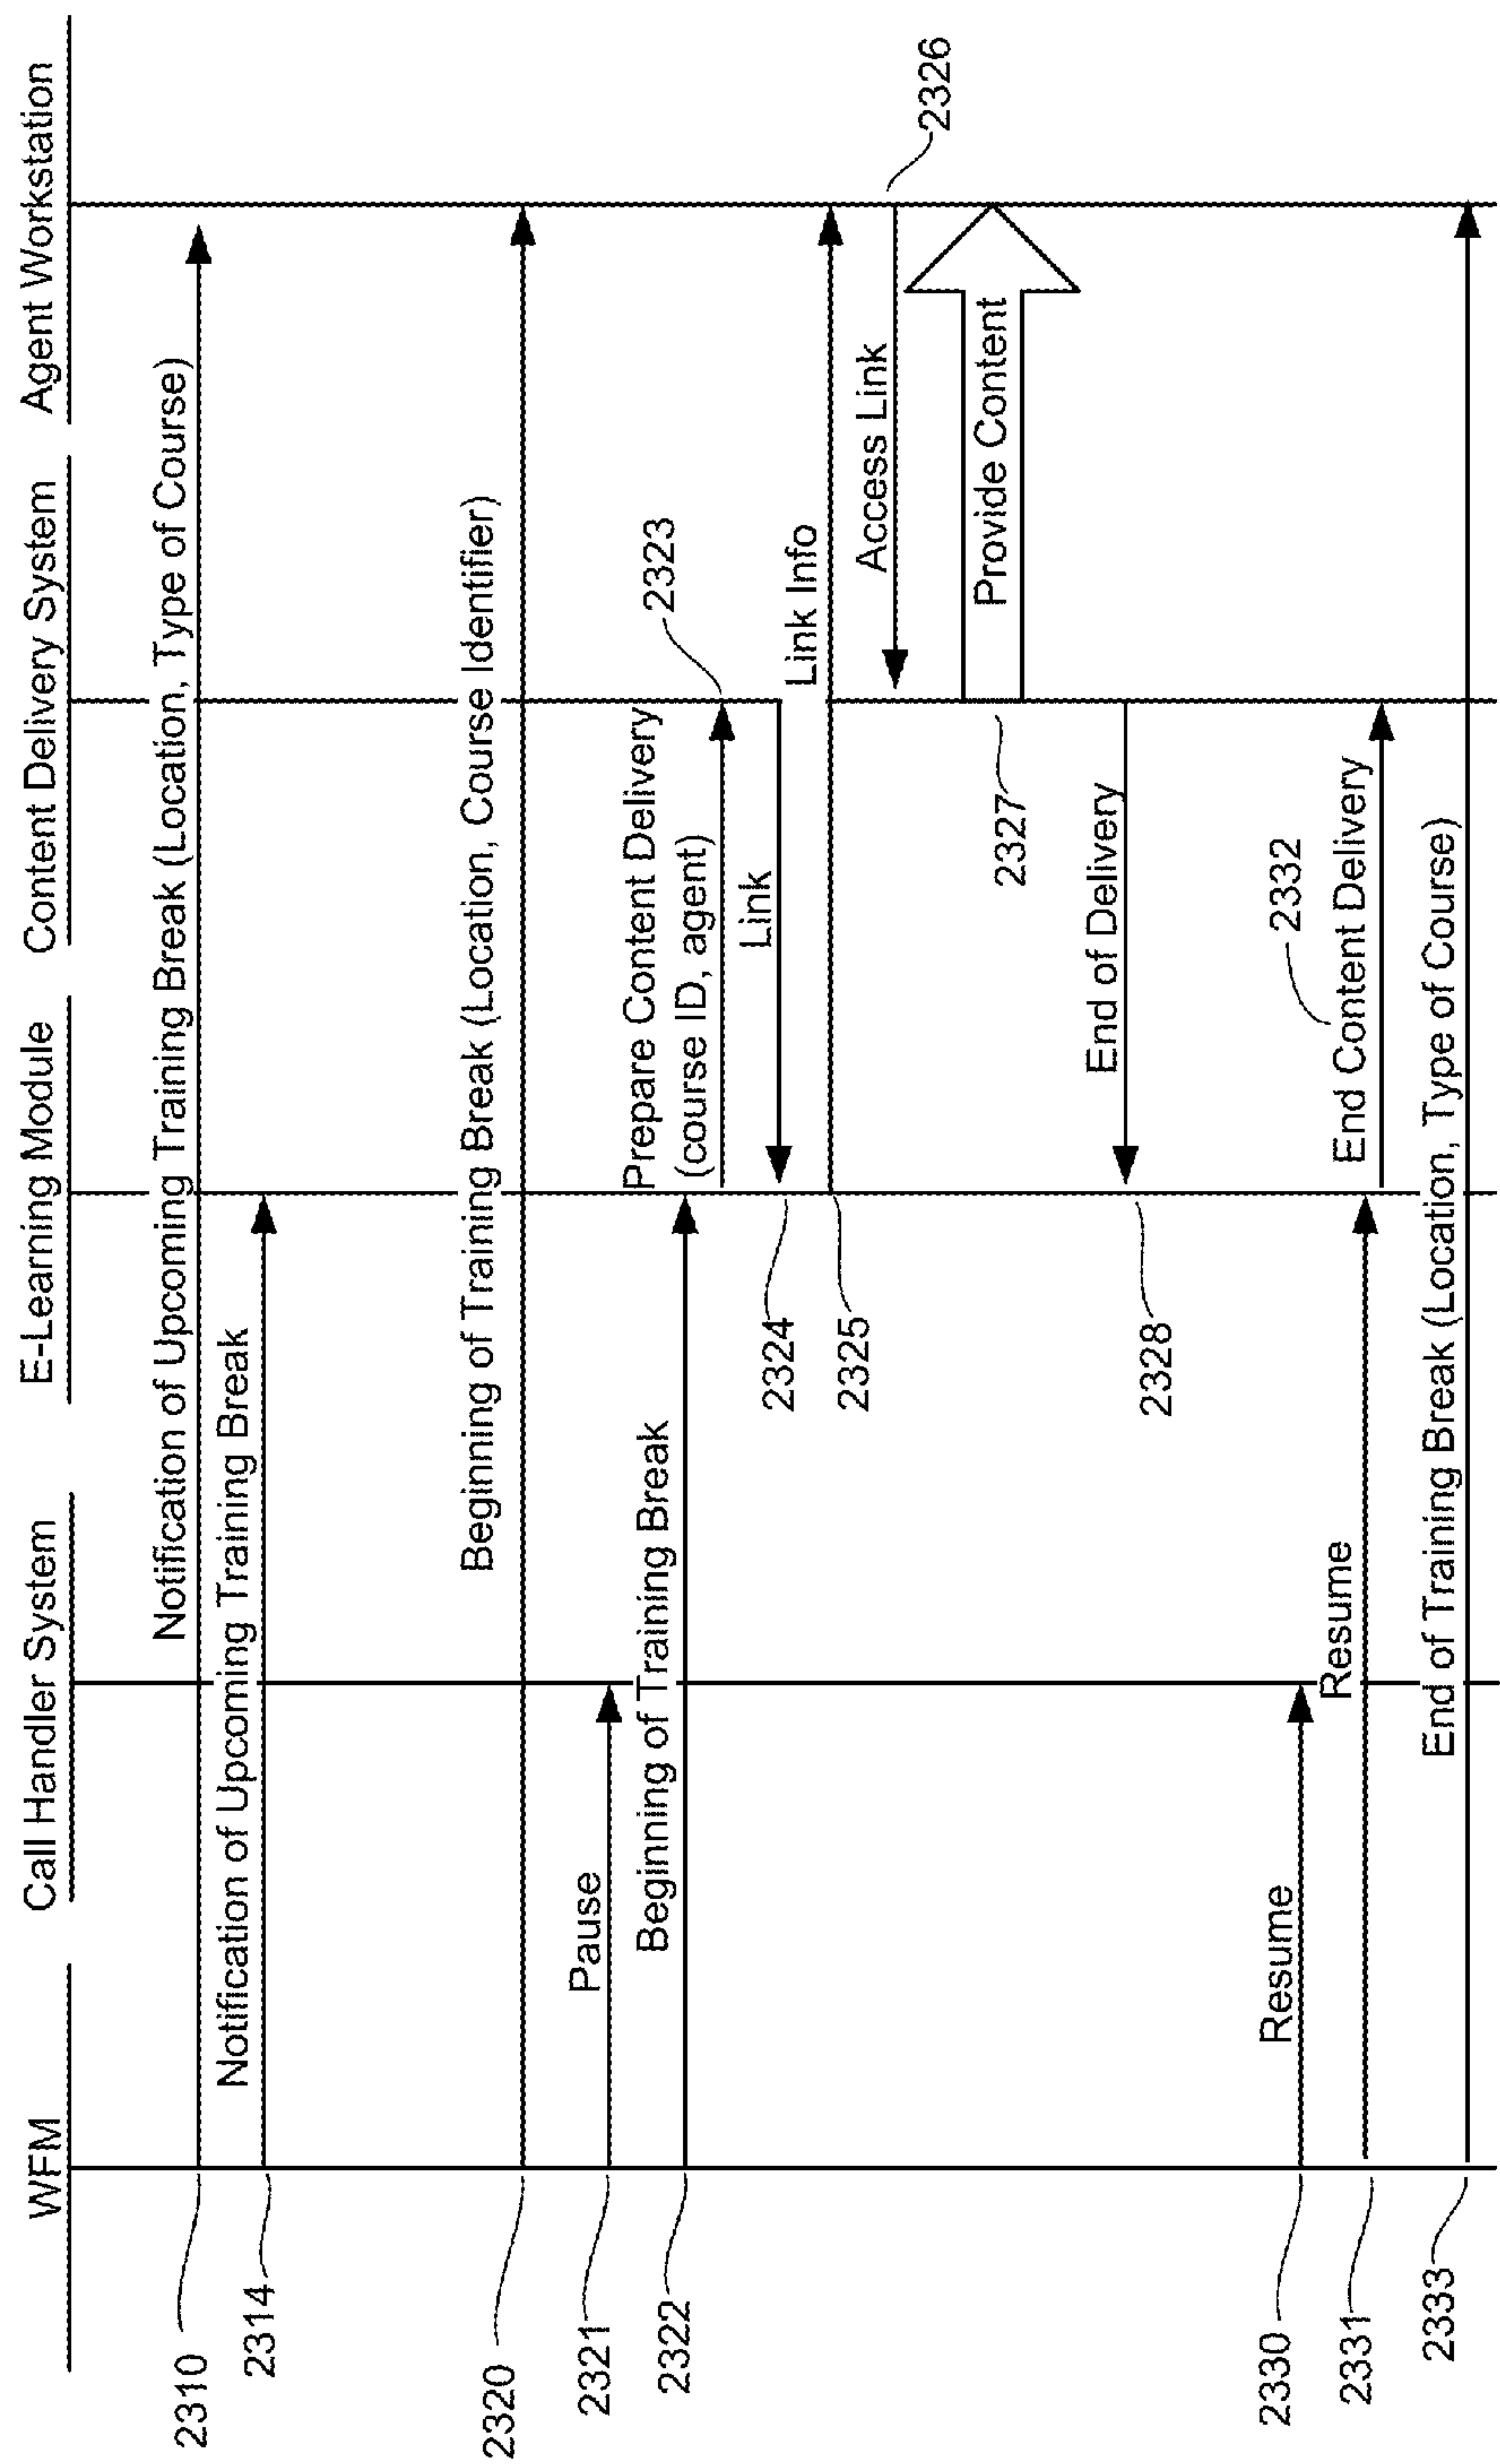 WFM
Call Handler System
E-Learning Module
Content Delivery System
Agent Workstation
2310
Notification of Upcoming Training Break (Location, Type of Course)
2314
Notification of Upcoming Training Break
2320
Beginning of Training Break (Location, Course Identifier)
2321
Pause
2322
Beginning of Training Break
Prepare Content Delivery
(course ID, agent)
2323
Link
2324
Link Info
2325
Access Link
2326
Provide Content
2327
End of Delivery
2328
2330
Resume
2331
Resume
2332
End Content Delivery
2333
End of Training Break (Location, Type of Course)